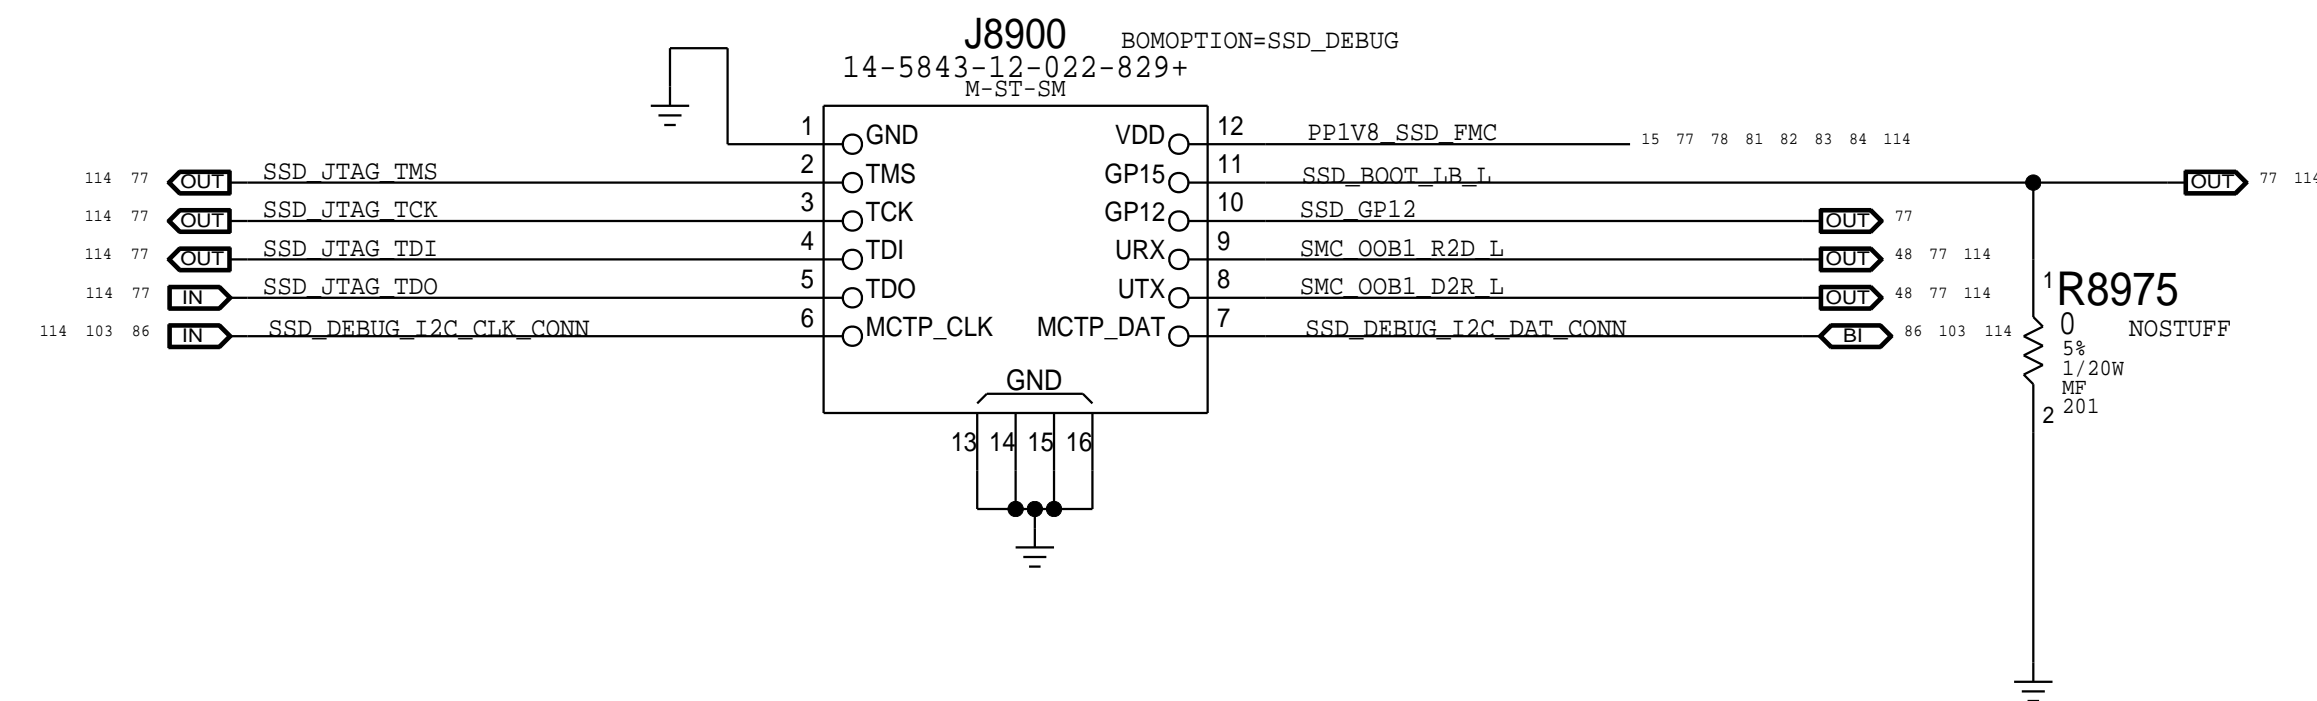 J8900 BOMOPTION=SSD_DEBUG
14-5843-12-022-829+
M-ST-SM
1 GND VDD 12 PP1V8_SSD_FMC 15 77 78 81 82 83 84 114
114 77 OUT SSD_JTAG_TMS 2 TMS GP15 11 SSD_BOOT_LB_L OUT 77 114
114 77 OUT SSD_JTAG_TCK 3 TCK GP12 10 SSD_GP12 OUT 77
114 77 OUT SSD_JTAG_TDI 4 TDI URX 9 SMC_OOB1_R2D_L OUT 48 77 114
114 77 IN SSD_JTAG_TDO 5 TDO UTX 8 SMC_OOB1_D2R_L OUT 48 77 114
114 103 86 IN SSD_DEBUG_I2C_CLK_CONN 6 MCTP_CLK MCTP_DAT 7 SSD_DEBUG_I2C_DAT_CONN BI 86 103 114
GND
13 14 15 16
1 R8975
0 NOSTUFF
5%
1/20W
MF
201
2